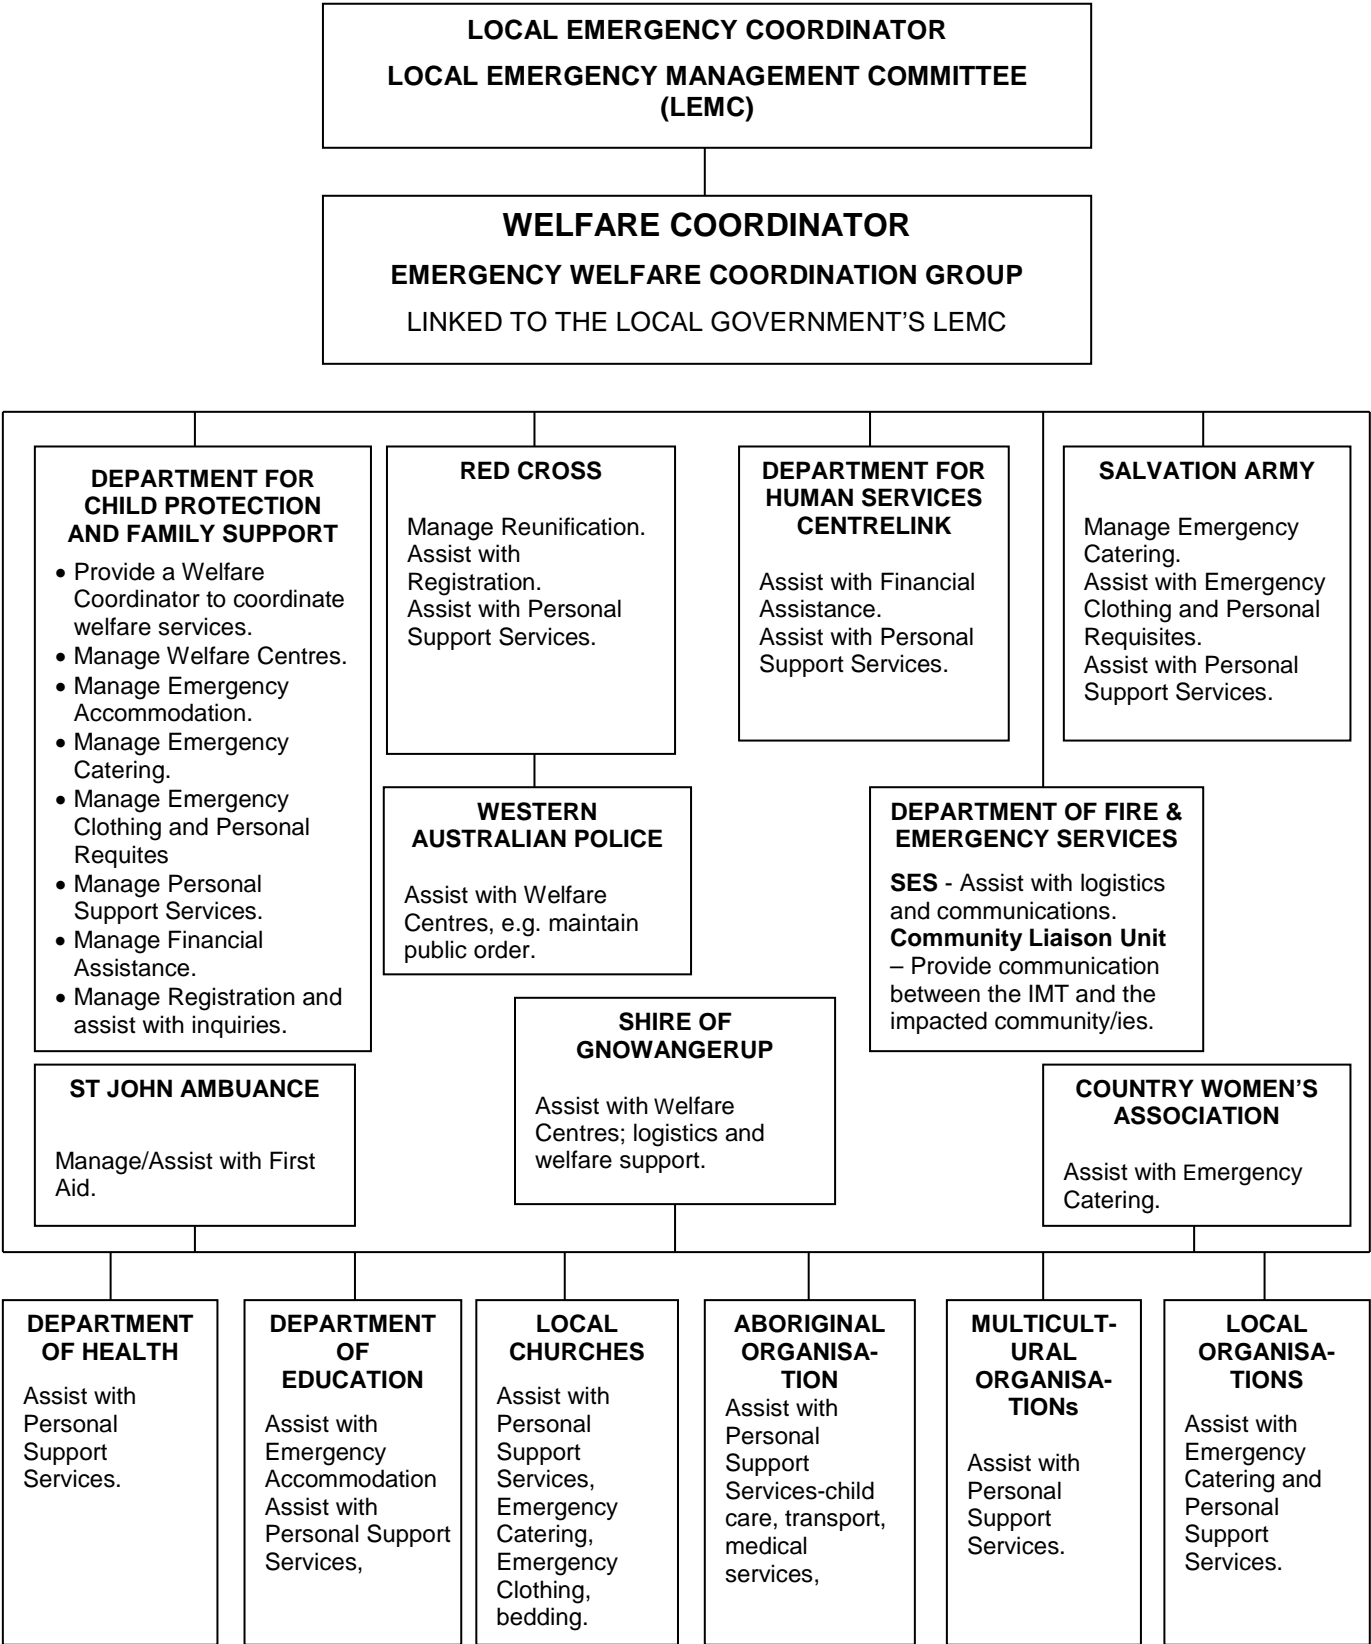 LOCAL EMERGENCY COORDINATOR
LOCAL EMERGENCY MANAGEMENT COMMITTEE
(LEMC)
WELFARE COORDINATOR
EMERGENCY WELFARE COORDINATION GROUP
LINKED TO THE LOCAL GOVERNMENT’S LEMC
DEPARTMENT FOR
CHILD PROTECTION
AND FAMILY SUPPORT
• Provide a Welfare
Coordinator to coordinate
welfare services.
• Manage Welfare Centres.
• Manage Emergency
Accommodation.
• Manage Emergency
Catering.
• Manage Emergency
Clothing and Personal
Requites
• Manage Personal
Support Services.
• Manage Financial
Assistance.
• Manage Registration and
assist with inquiries.
RED CROSS
Manage Reunification.
Assist with
Registration.
Assist with Personal
Support Services.
DEPARTMENT FOR
HUMAN SERVICES
CENTRELINK
Assist with Financial
Assistance.
Assist with Personal
Support Services.
SALVATION ARMY
Manage Emergency
Catering.
Assist with Emergency
Clothing and Personal
Requisites.
Assist with Personal
Support Services.
WESTERN
AUSTRALIAN POLICE
Assist with Welfare
Centres, e.g. maintain
public order.
DEPARTMENT OF FIRE &
EMERGENCY SERVICES
SES - Assist with logistics
and communications.
Community Liaison Unit
– Provide communication
between the IMT and the
impacted community/ies.
SHIRE OF
GNOWANGERUP
Assist with Welfare
Centres; logistics and
welfare support.
ST JOHN AMBUANCE
Manage/Assist with First
Aid.
COUNTRY WOMEN’S
ASSOCIATION
Assist with Emergency
Catering.
DEPARTMENT
OF HEALTH
Assist with
Personal
Support
Services.
DEPARTMENT
OF
EDUCATION
Assist with
Emergency
Accommodation
Assist with
Personal Support
Services,
LOCAL
CHURCHES
Assist with
Personal
Support
Services,
Emergency
Catering,
Emergency
Clothing,
bedding.
ABORIGINAL
ORGANISA-
TION
Assist with
Personal
Support
Services-child
care, transport,
medical
services,
MULTICULT-
URAL
ORGANISA-
TIONs
Assist with
Personal
Support
Services.
LOCAL
ORGANISA-
TIONS
Assist with
Emergency
Catering and
Personal
Support
Services.